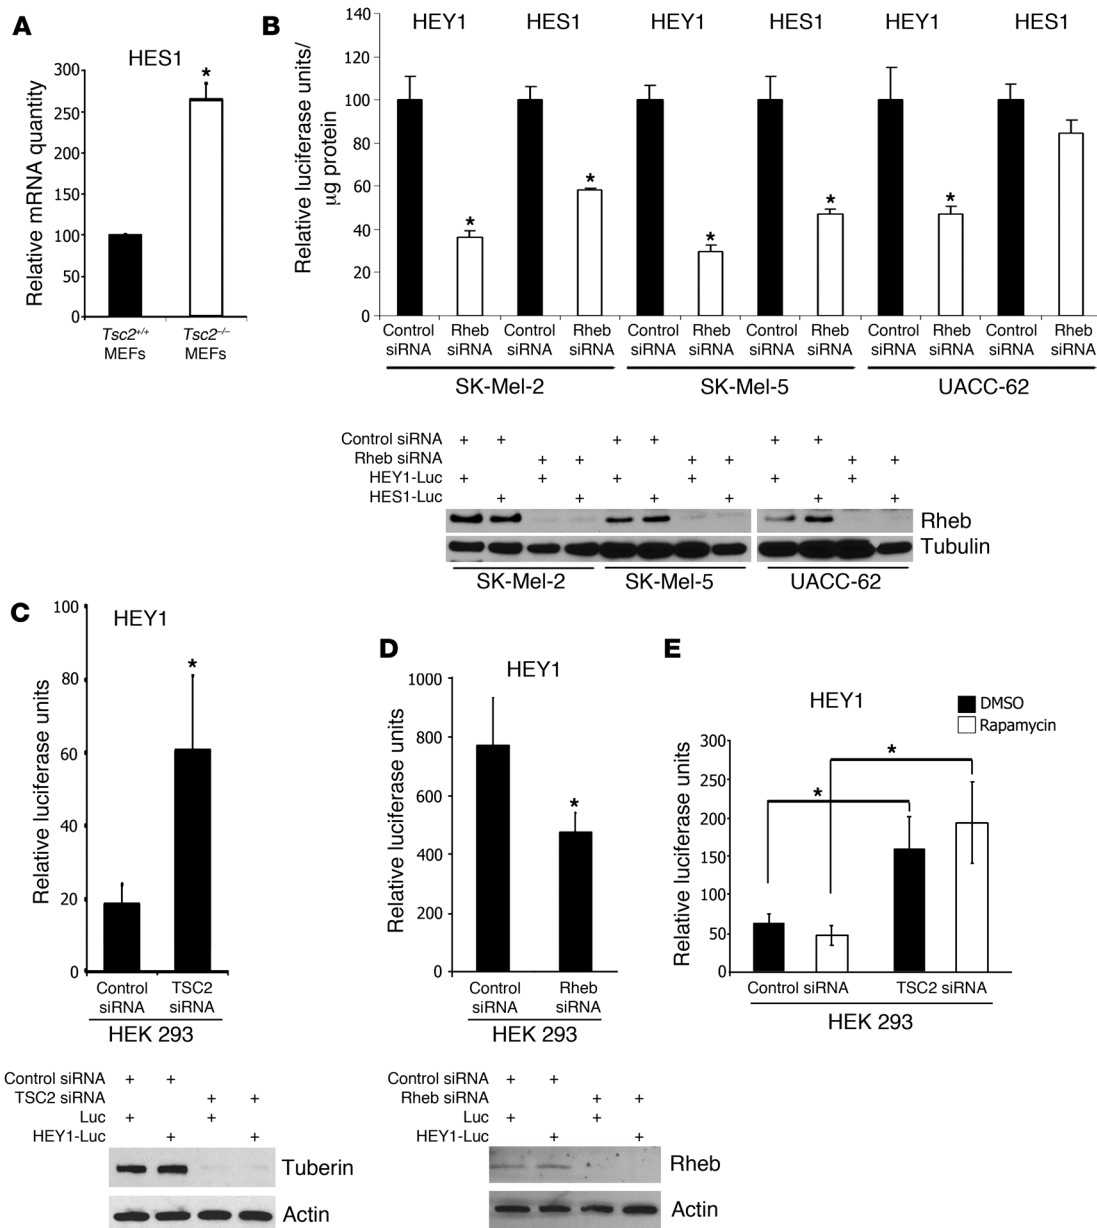 A
HES1
Relative mRNA quantity
300
250
200
150
100
50
0
*
Tsc2+/+
MEFs
Tsc2–/–
MEFs
B
Relative luciferase units/
μg protein
140
120
100
80
60
40
20
0
HEY1 HES1 HEY1 HES1 HEY1 HES1
* * * * *
Control siRNA Rheb siRNA Control siRNA Rheb siRNA Control siRNA Rheb siRNA Control siRNA Rheb siRNA Control siRNA Rheb siRNA Control siRNA Rheb siRNA
SK-Mel-2 SK-Mel-5 UACC-62
Control siRNA + + + + + +
Rheb siRNA + + + + + +
HEY1-Luc + + + + + +
HES1-Luc + + + + + +
Rheb
Tubulin
SK-Mel-2 SK-Mel-5 UACC-62
C
HEY1
Relative luciferase units
100
80
60
40
20
0
*
Control siRNA TSC2 siRNA
HEK 293
Control siRNA + +
TSC2 siRNA + +
Luc + +
HEY1-Luc + +
Tuberin
Actin
D
HEY1
Relative luciferase units
1000
800
600
400
200
0
*
Control siRNA Rheb siRNA
HEK 293
Control siRNA + +
Rheb siRNA + +
Luc + +
HEY1-Luc + +
Rheb
Actin
E
HEY1
DMSO
Rapamycin
Relative luciferase units
300
250
200
150
100
50
0
*
*
Control siRNA TSC2 siRNA
HEK 293